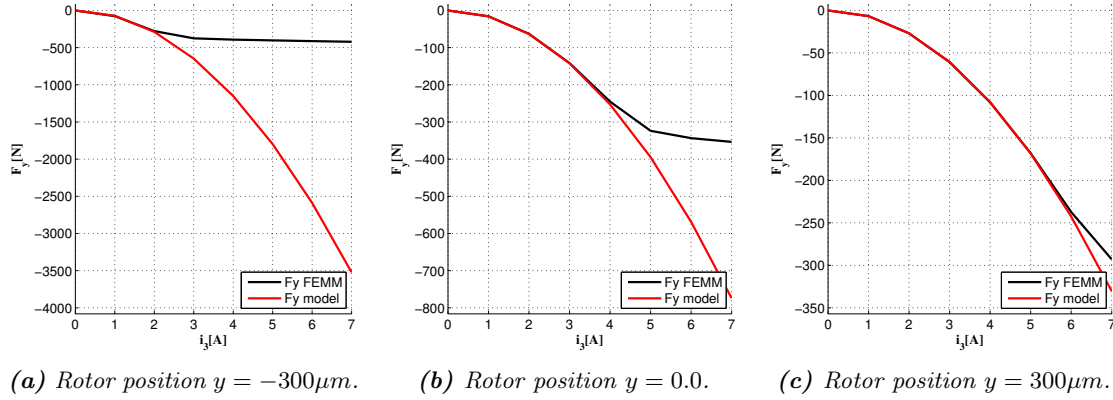 0
−500
−1000
−1500
−2000
−2500
−3000
−3500
−4000
F_y[N]
0 1 2 3 4 5 6 7
i_3[A]
Fy FEMM
Fy model
(a) Rotor position y = −300μm.
0
−100
−200
−300
−400
−500
−600
−700
−800
F_y[N]
0 1 2 3 4 5 6 7
i_3[A]
Fy FEMM
Fy model
(b) Rotor position y = 0.0.
0
−50
−100
−150
−200
−250
−300
−350
F_y[N]
0 1 2 3 4 5 6 7
i_3[A]
Fy FEMM
Fy model
(c) Rotor position y = 300μm.